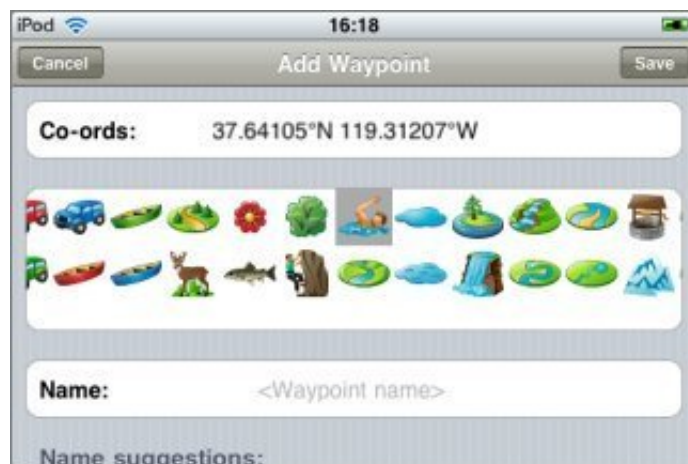 iPod 16:18
Cancel Add Waypoint Save
Co-ords: 37.64105°N 119.31207°W
Name: <Waypoint name>
Name suggestions: